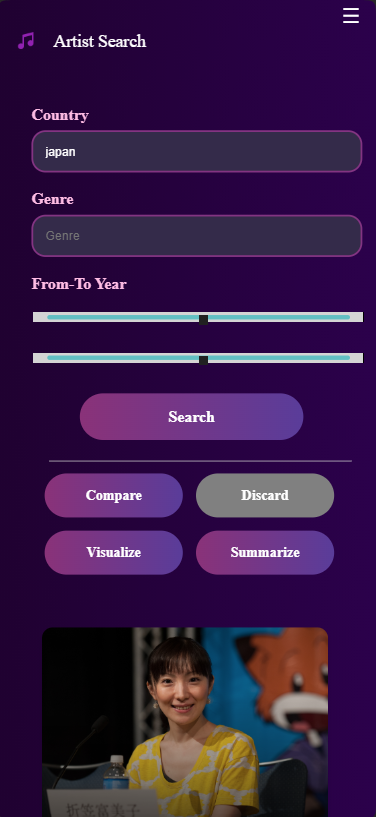 Artist Search
Country
japan
Genre
Genre
From-To Year
Search
Compare
Discard
Visualize
Summarize
折笠富美子